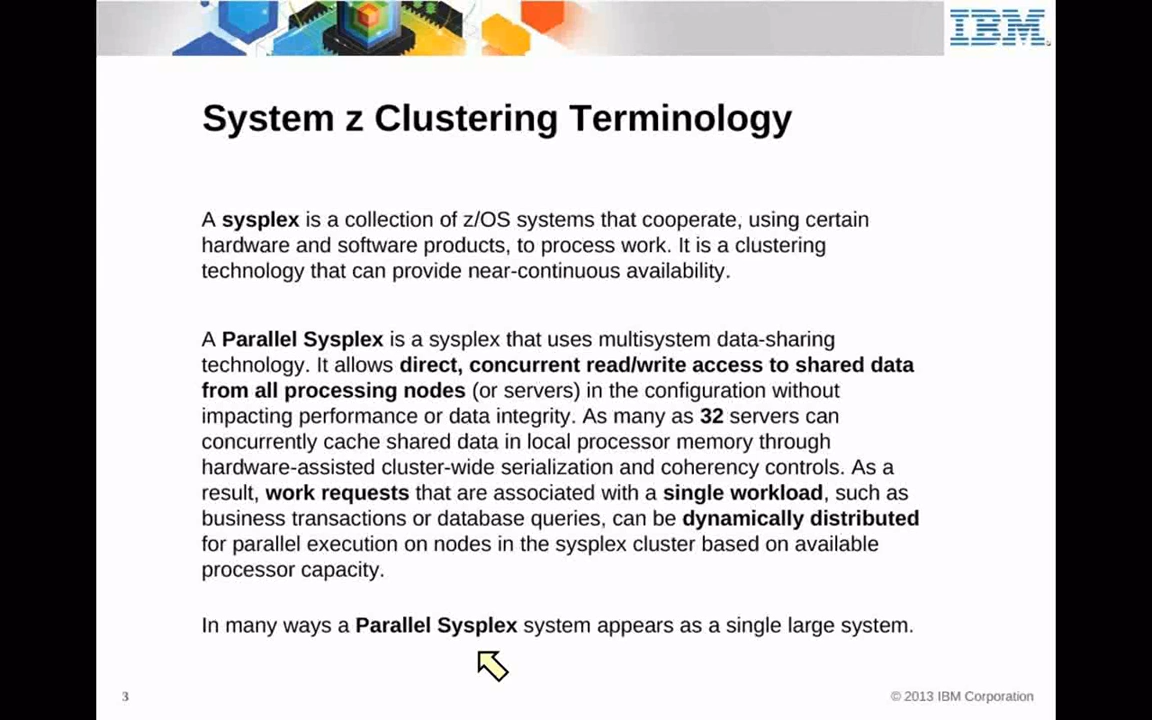 IBM
System z Clustering Terminology
A sysplex is a collection of z/OS systems that cooperate, using certain
hardware and software products, to process work. It is a clustering
technology that can provide near-continuous availability.
A Parallel Sysplex is a sysplex that uses multisystem data-sharing
technology. It allows direct, concurrent read/write access to shared data
from all processing nodes (or servers) in the configuration without
impacting performance or data integrity. As many as 32 servers can
concurrently cache shared data in local processor memory through
hardware-assisted cluster-wide serialization and coherency controls. As a
result, work requests that are associated with a single workload, such as
business transactions or database queries, can be dynamically distributed
for parallel execution on nodes in the sysplex cluster based on available
processor capacity.
In many ways a Parallel Sysplex system appears as a single large system.
3
© 2013 IBM Corporation